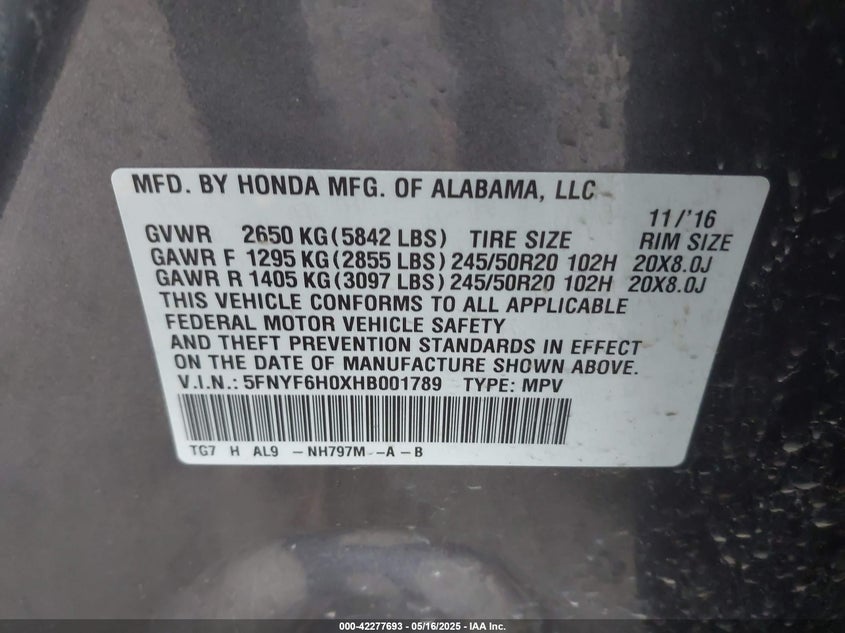 MFD. BY HONDA MFG. OF ALABAMA, LLC
11/'16
GVWR 2650 KG (5842 LBS) TIRE SIZE RIM SIZE
GAWR F 1295 KG (2855 LBS) 245/50R20 102H 20X8.0J
GAWR R 1405 KG (3097 LBS) 245/50R20 102H 20X8.0J
THIS VEHICLE CONFORMS TO ALL APPLICABLE
FEDERAL MOTOR VEHICLE SAFETY
AND THEFT PREVENTION STANDARDS IN EFFECT
ON THE DATE OF MANUFACTURE SHOWN ABOVE.
V.I.N.: 5FNYF6H0XHB001789 TYPE: MPV
TG7 H AL9 -NH797M--A-B
000-42277693 - 05/16/2025 - IAA Inc.